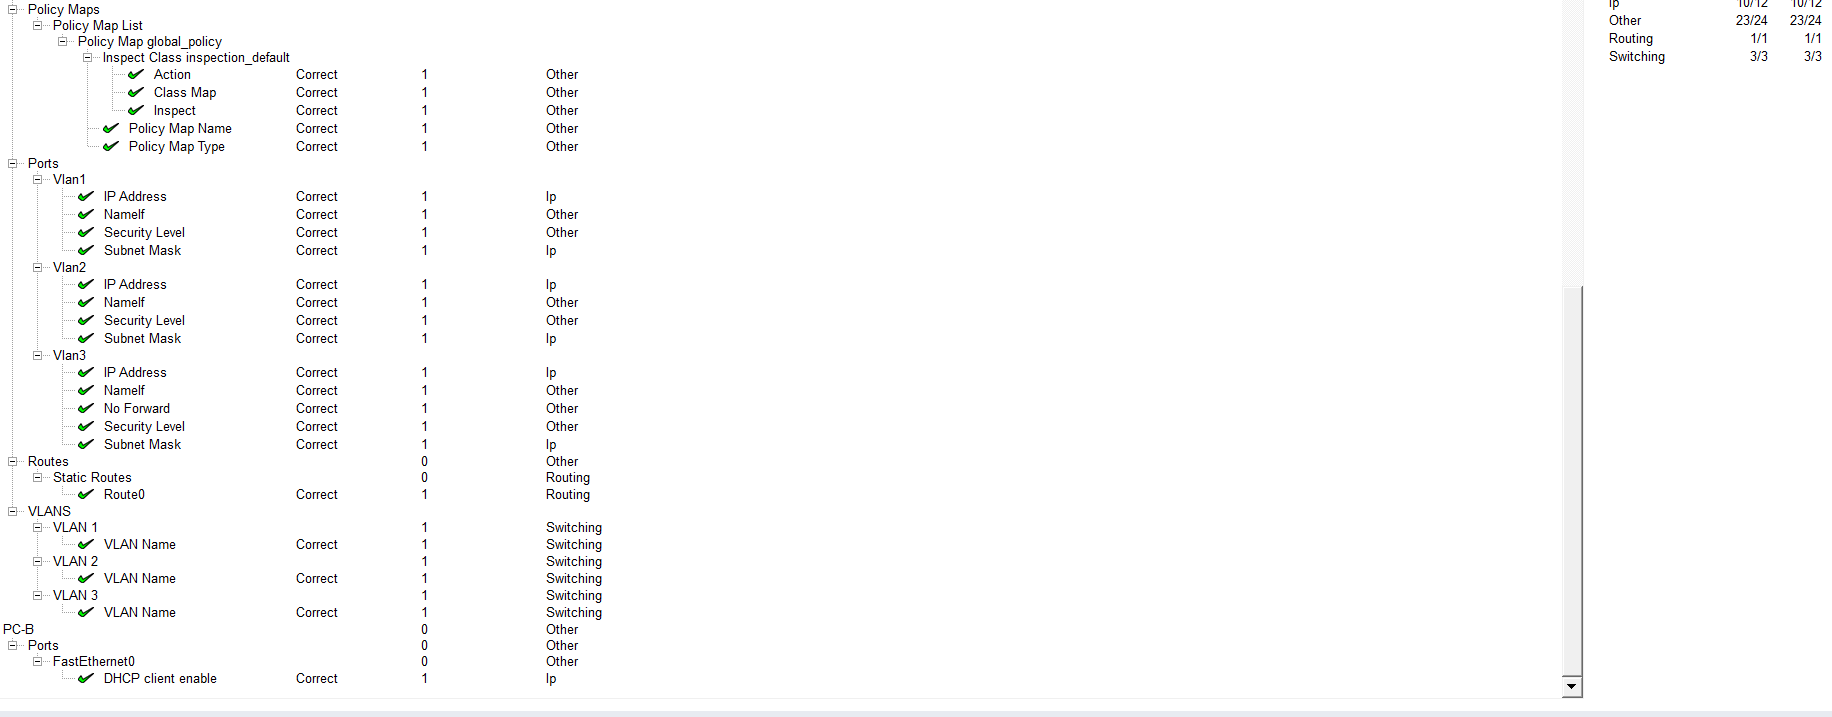 Policy Maps
Policy Map List
Policy Map global_policy
Inspect Class inspection_default
Action Correct 1 Other
Class Map Correct 1 Other
Inspect Correct 1 Other
Policy Map Name Correct 1 Other
Policy Map Type Correct 1 Other
Ports
Vlan1
IP Address Correct 1 Ip
NameIf Correct 1 Other
Security Level Correct 1 Other
Subnet Mask Correct 1 Ip
Vlan2
IP Address Correct 1 Ip
NameIf Correct 1 Other
Security Level Correct 1 Other
Subnet Mask Correct 1 Ip
Vlan3
IP Address Correct 1 Ip
NameIf Correct 1 Other
No Forward Correct 1 Other
Security Level Correct 1 Other
Subnet Mask Correct 1 Ip
Routes 0 Other
Static Routes 0 Routing
Route0 Correct 1 Routing
VLANS
VLAN 1 1 Switching
VLAN Name Correct 1 Switching
VLAN 2 1 Switching
VLAN Name Correct 1 Switching
VLAN 3 1 Switching
VLAN Name Correct 1 Switching
PC-B 0 Other
Ports 0 Other
FastEthernet0 0 Other
DHCP client enable Correct 1 Ip
Ip 10/12 10/12
Other 23/24 23/24
Routing 1/1 1/1
Switching 3/3 3/3